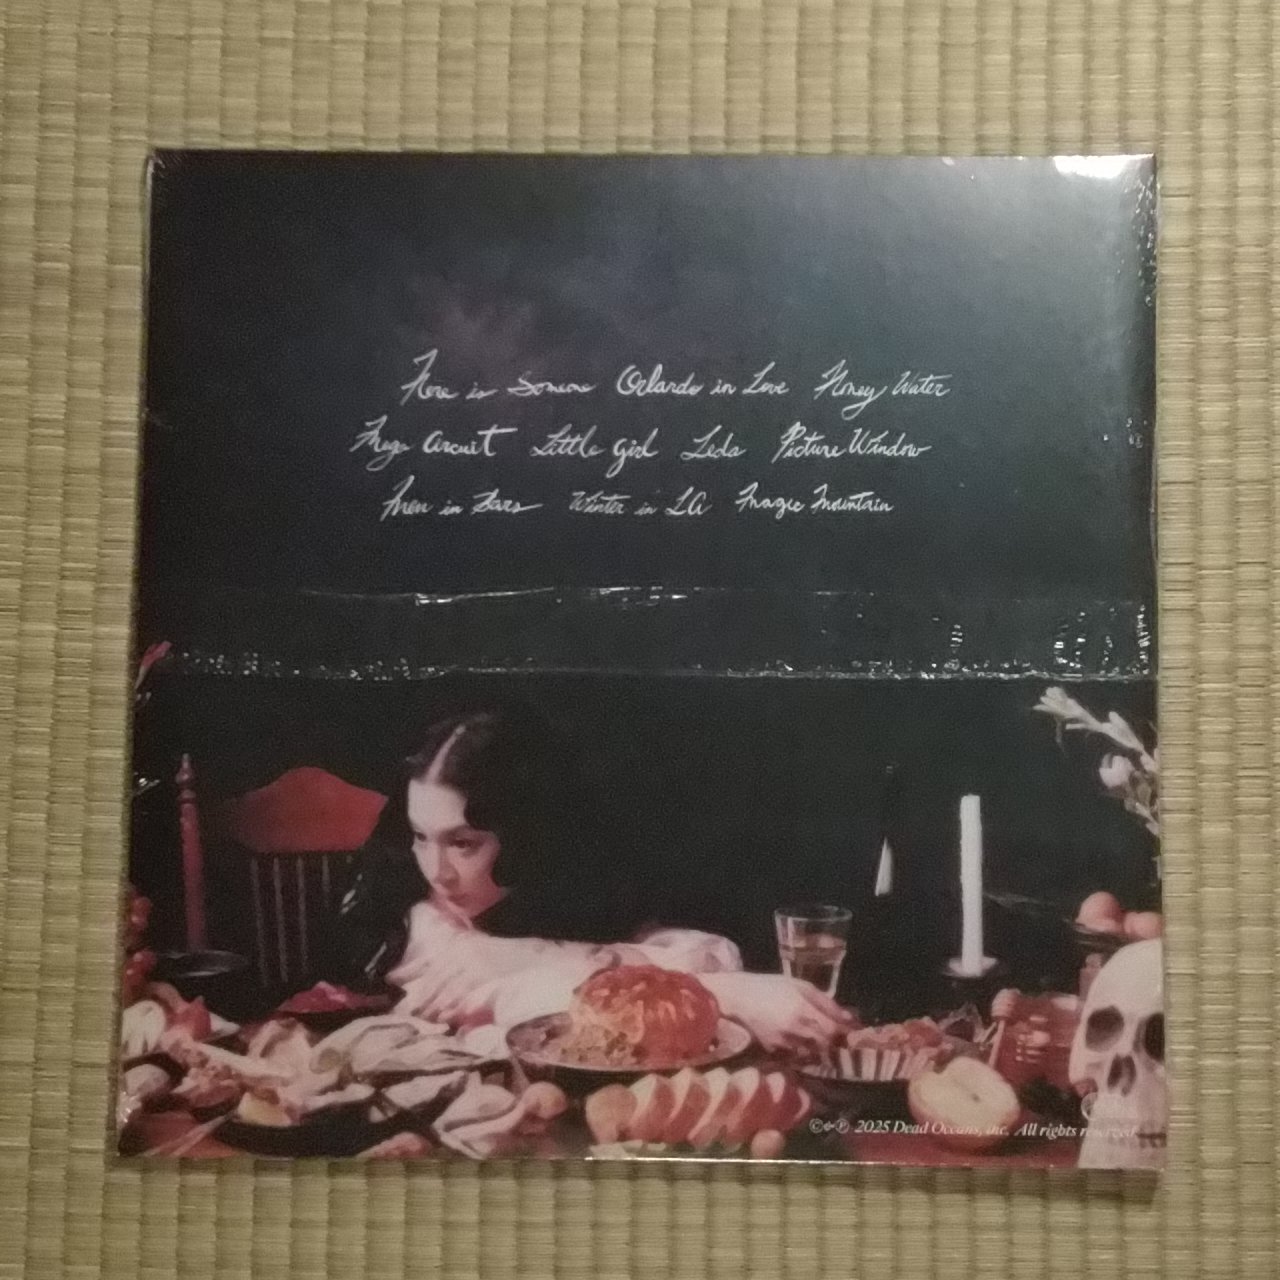 Here is Someone Orlando in Love Honey Water
Mega Circuit Little Girl Leda Picture Window
Men in Bars Winter in LA Magic Mountain
©&℗ 2025 Dead Oceans, Inc. All rights reserved.